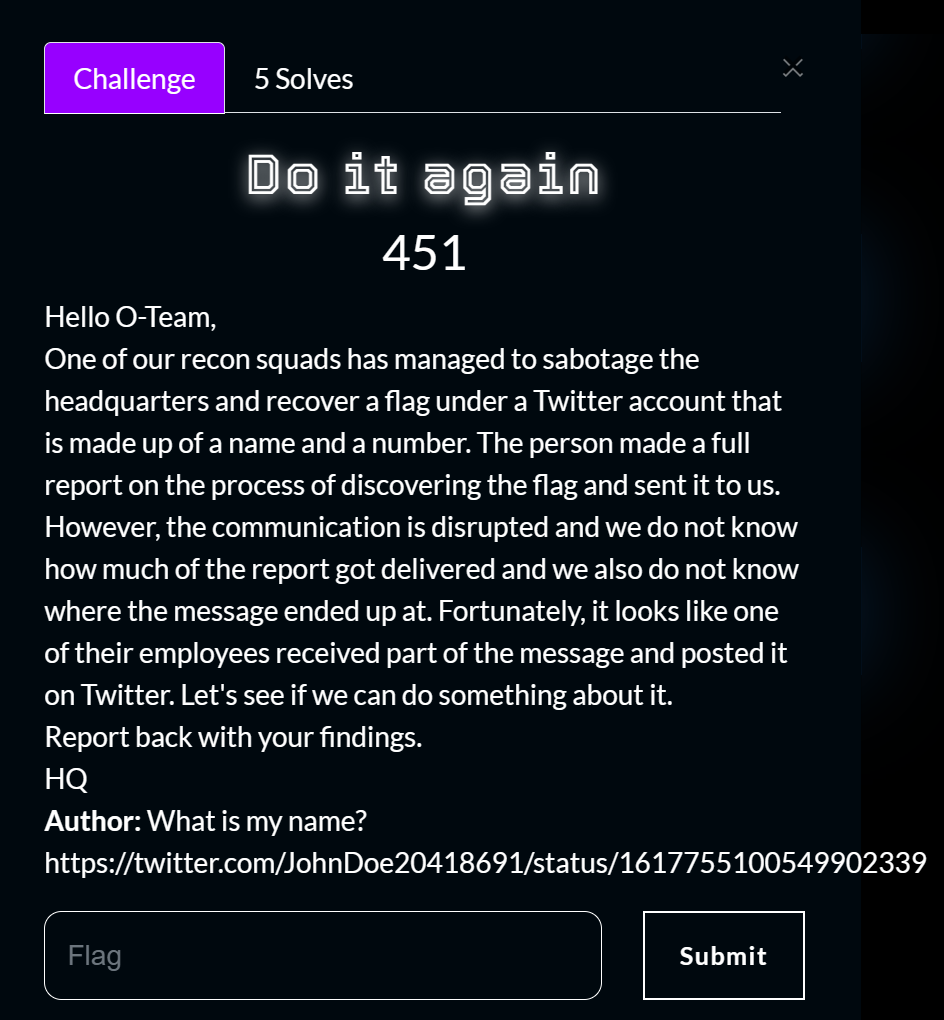 Challenge
5 Solves
Do it again
451
Hello O-Team,
One of our recon squads has managed to sabotage the
headquarters and recover a flag under a Twitter account that
is made up of a name and a number. The person made a full
report on the process of discovering the flag and sent it to us.
However, the communication is disrupted and we do not know
how much of the report got delivered and we also do not know
where the message ended up at. Fortunately, it looks like one
of their employees received part of the message and posted it
on Twitter. Let's see if we can do something about it.
Report back with your findings.
HQ
Author: What is my name?
https://twitter.com/JohnDoe20418691/status/1617755100549902339
Flag
Submit